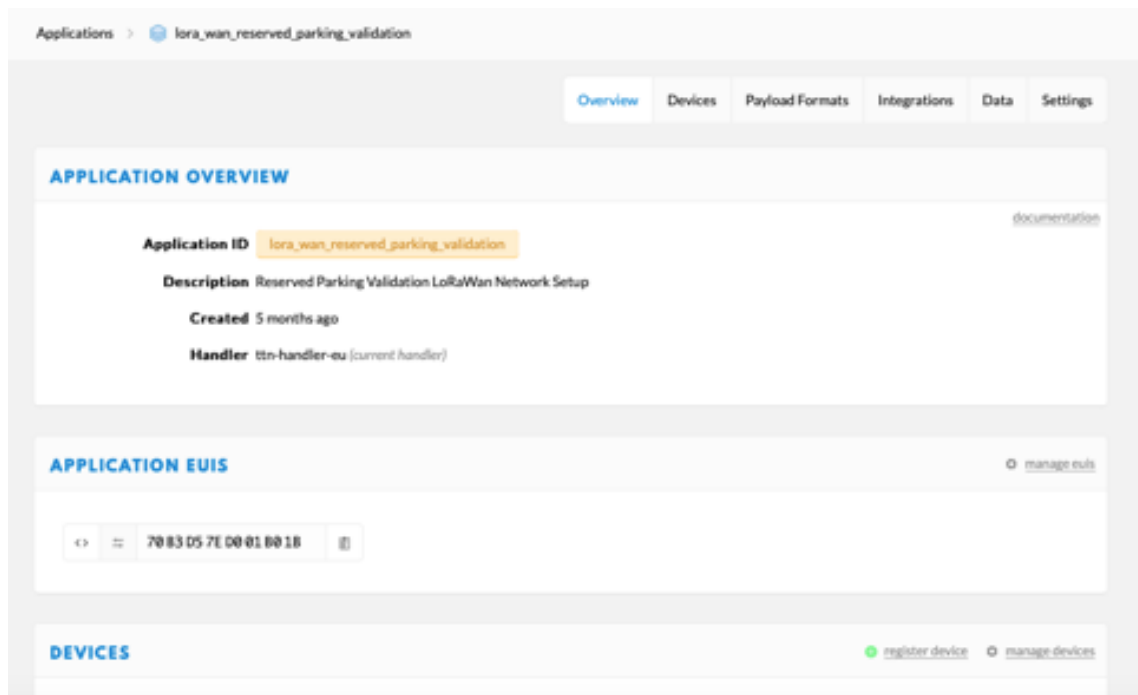 Applications > lora_wan_reserved_parking_validation
Overview Devices Payload Formats Integrations Data Settings
APPLICATION OVERVIEW
documentation
Application ID lora_wan_reserved_parking_validation
Description Reserved Parking Validation LoRaWan Network Setup
Created 5 months ago
Handler ttn-handler-eu (current handler)
APPLICATION EUIS
manage euis
<> 70 B3 D5 7E D0 01 B0 1B
DEVICES
register device manage devices